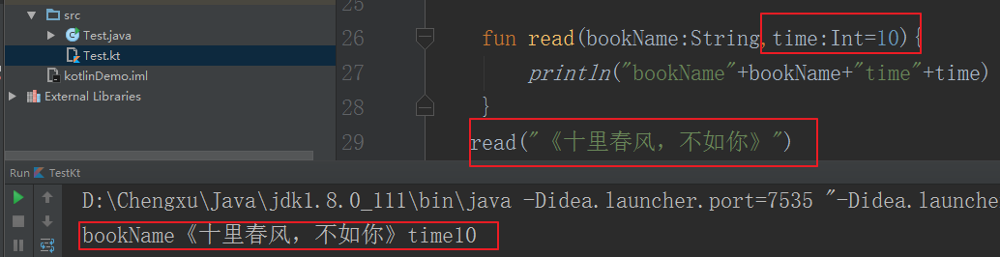 src
Test.java
Test.kt
kotlinDemo.iml
External Libraries
25
26 fun read(bookName:String,time:Int=10){
27 println("bookName"+bookName+"time"+time)
28 }
29 read("《十里春风，不如你》")
Run TestKt
D:\Chengxu\Java\jdk1.8.0_111\bin\java -Didea.launcher.port=7535 "-Didea.launche
bookName《十里春风，不如你》time10